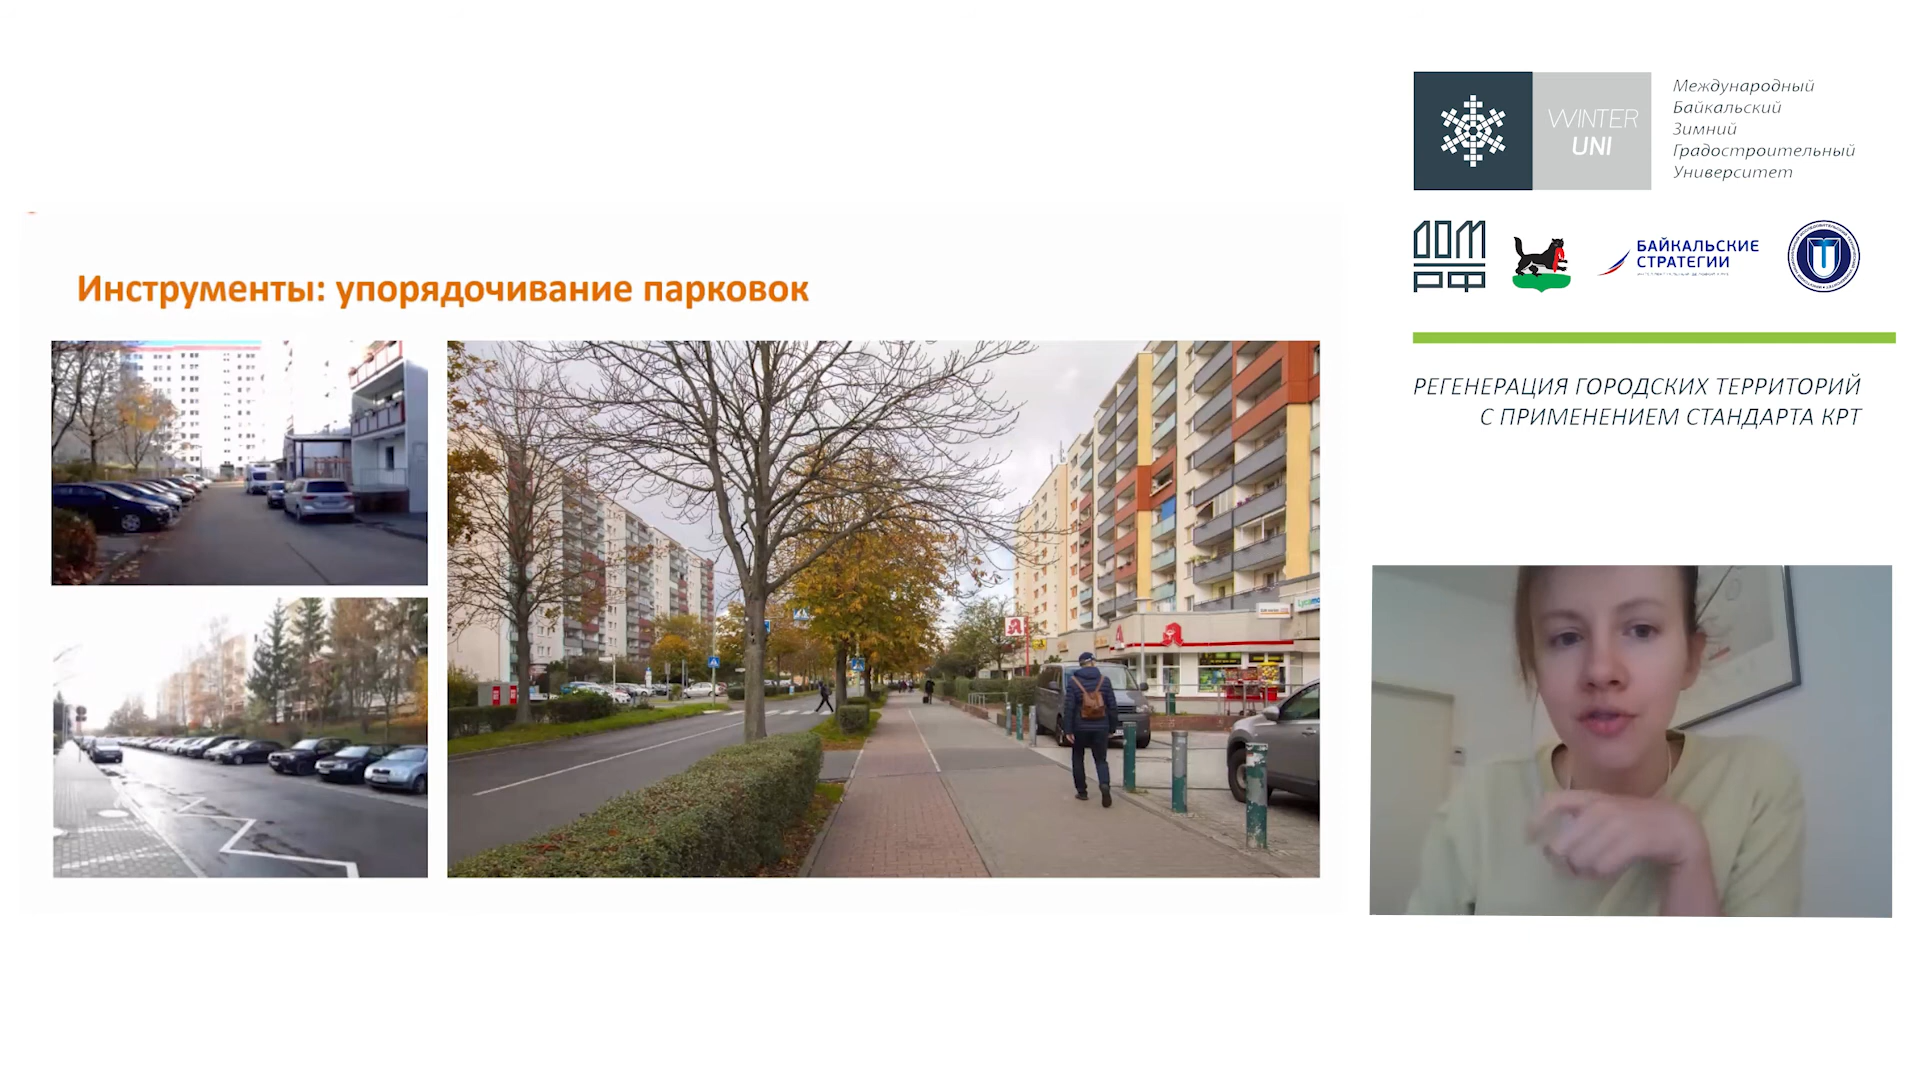 Инструменты: упорядочивание парковок
WINTER
UNI
Международный
Байкальский
Зимний
Градостроительный
Университет
ДОМ
РФ
БАЙКАЛЬСКИЕ
СТРАТЕГИИ
РЕГЕНЕРАЦИЯ ГОРОДСКИХ ТЕРРИТОРИЙ
С ПРИМЕНЕНИЕМ СТАНДАРТА КРТ